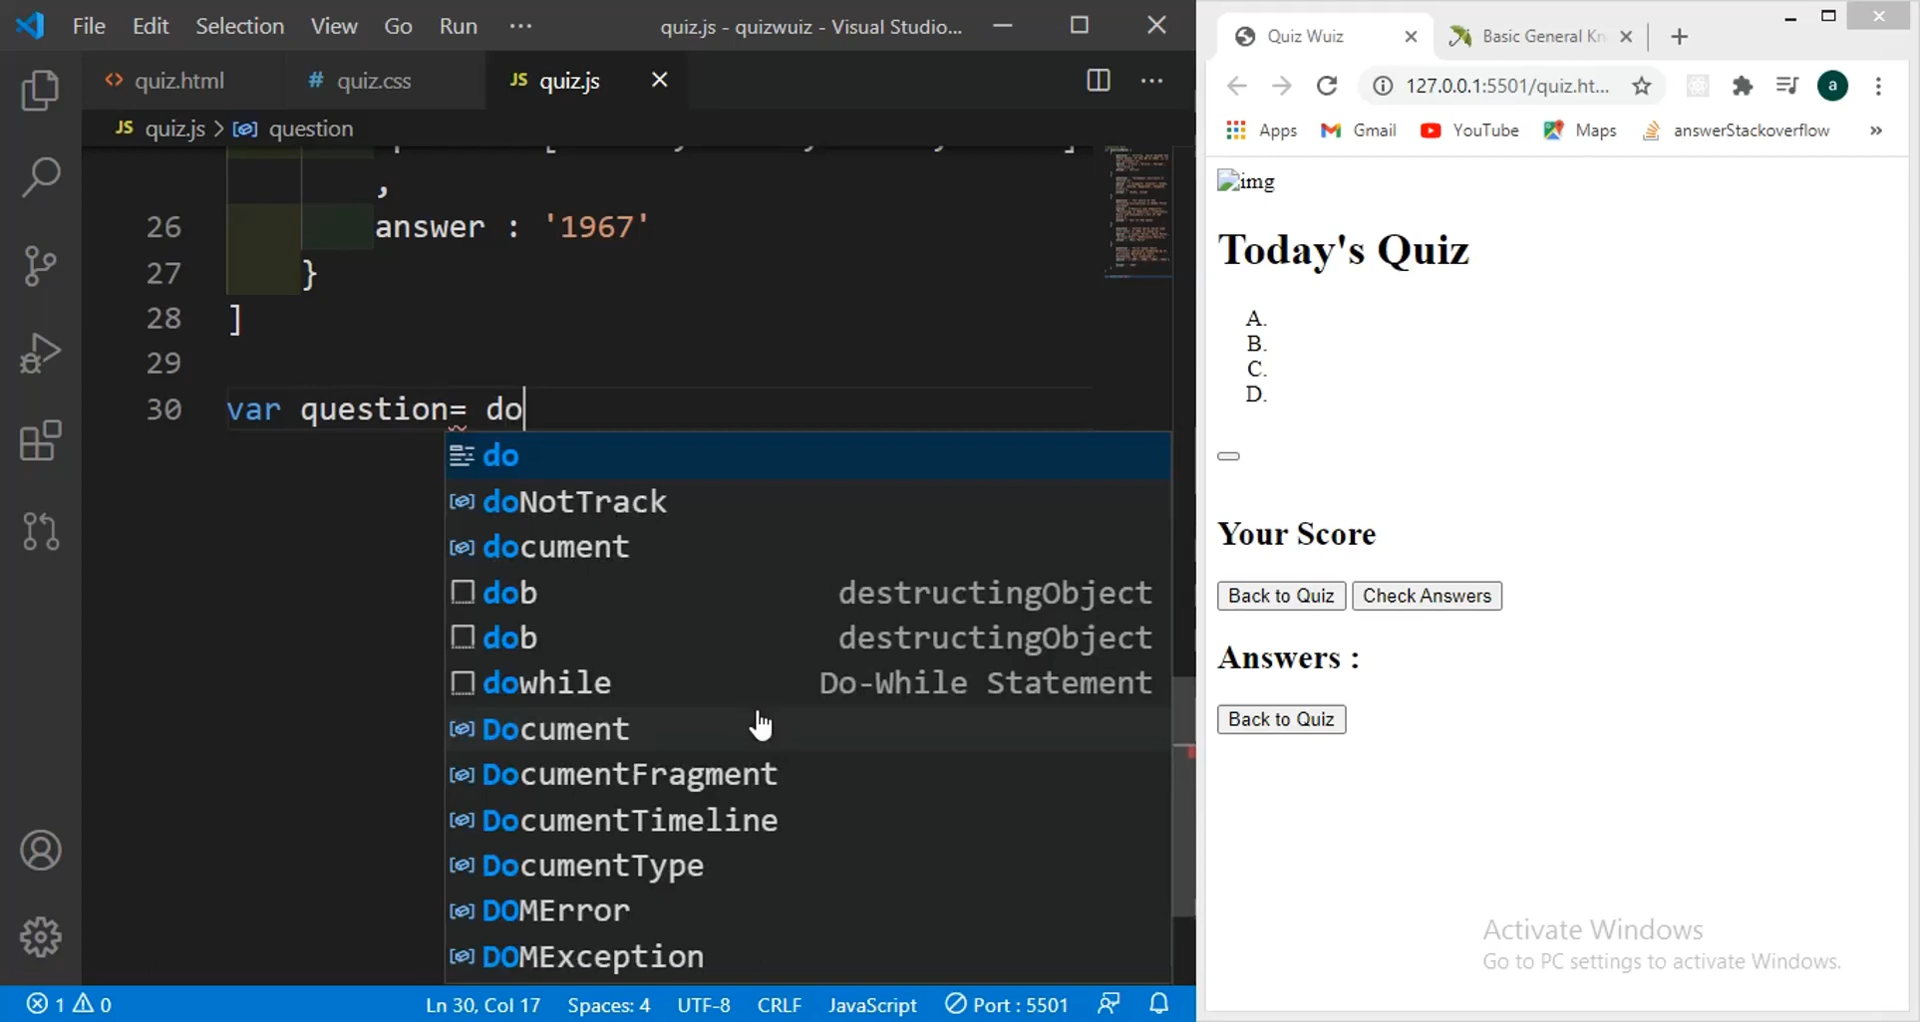 File Edit Selection View Go Run ··· quiz.js - quizwuiz - Visual Studio...
quiz.html # quiz.css JS quiz.js
JS quiz.js > question
,
26 answer : '1967'
27 }
28 ]
29
30 var question= do
do
doNotTrack
document
dob destructingObject
dob destructingObject
dowhile Do-While Statement
Document
DocumentFragment
DocumentTimeline
DocumentType
DOMError
DOMException
1 0 Ln 30, Col 17 Spaces: 4 UTF-8 CRLF JavaScript Port : 5501
Quiz Wuiz Basic General Kn
127.0.0.1:5501/quiz.ht... a
Apps Gmail YouTube Maps answerStackoverflow »
img
Today's Quiz
A.
B.
C.
D.
Your Score
Back to Quiz Check Answers
Answers :
Back to Quiz
Activate Windows
Go to PC settings to activate Windows.